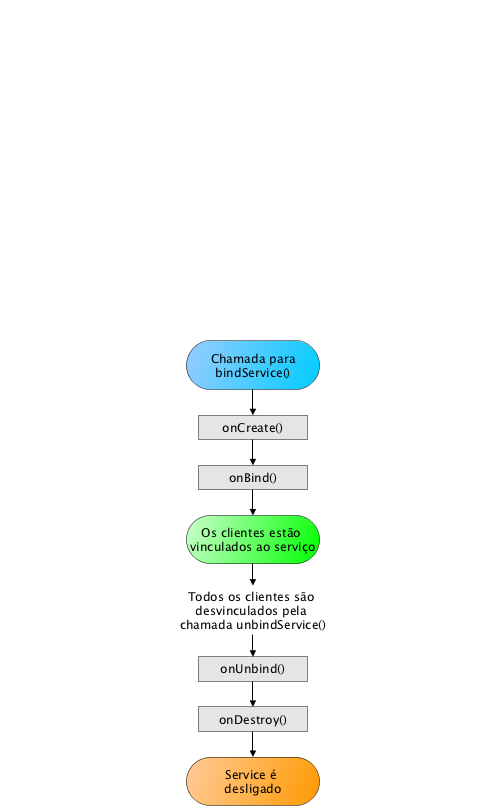 Chamada para
bindService()
onCreate()
onBind()
Os clientes estão
vinculados ao serviço
Todos os clientes são
desvinculados pela
chamada unbindService()
onUnbind()
onDestroy()
Service é
desligado